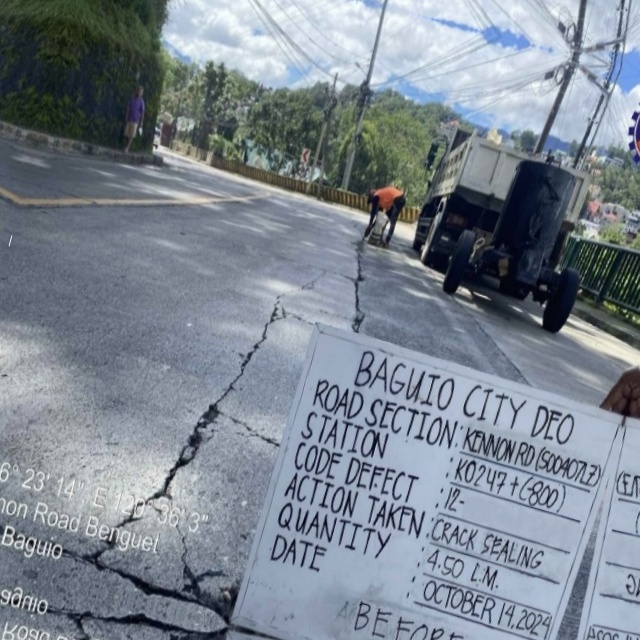 BAGUIO CITY DEO
ROAD SECTION : KENNON RD (S00407LZ)
STATION : K0247+(800)
CODE DEFECT : 12
ACTION TAKEN : CRACK SEALING
QUANTITY : 4.50 L.M.
DATE : OCTOBER 14, 2024
BEFORE
6° 23' 14" E 120° 36' 3"
non Road Benguet
Baguio